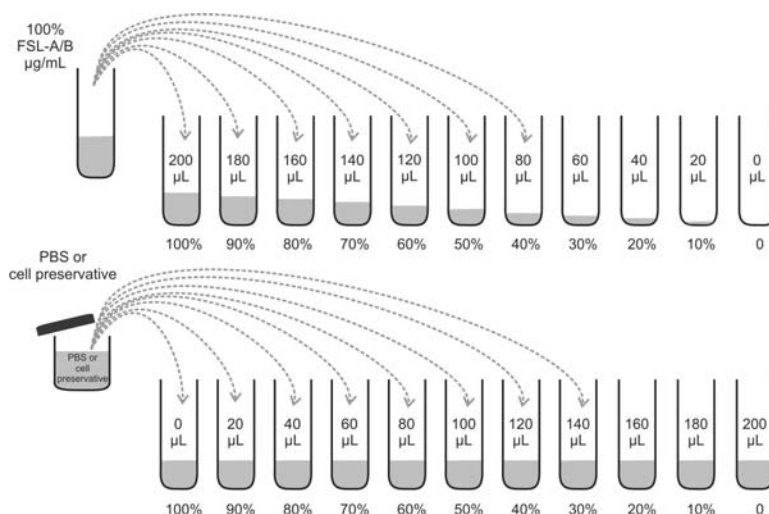 100%
FSL-A/B
µg/mL
200 180 160 140 120 100 80 60 40 20 0
µL µL µL µL µL µL µL µL µL µL µL
100% 90% 80% 70% 60% 50% 40% 30% 20% 10% 0
PBS or
cell preservative
PBS or
cell
preservative
0 20 40 60 80 100 120 140 160 180 200
µL µL µL µL µL µL µL µL µL µL µL
100% 90% 80% 70% 60% 50% 40% 30% 20% 10% 0